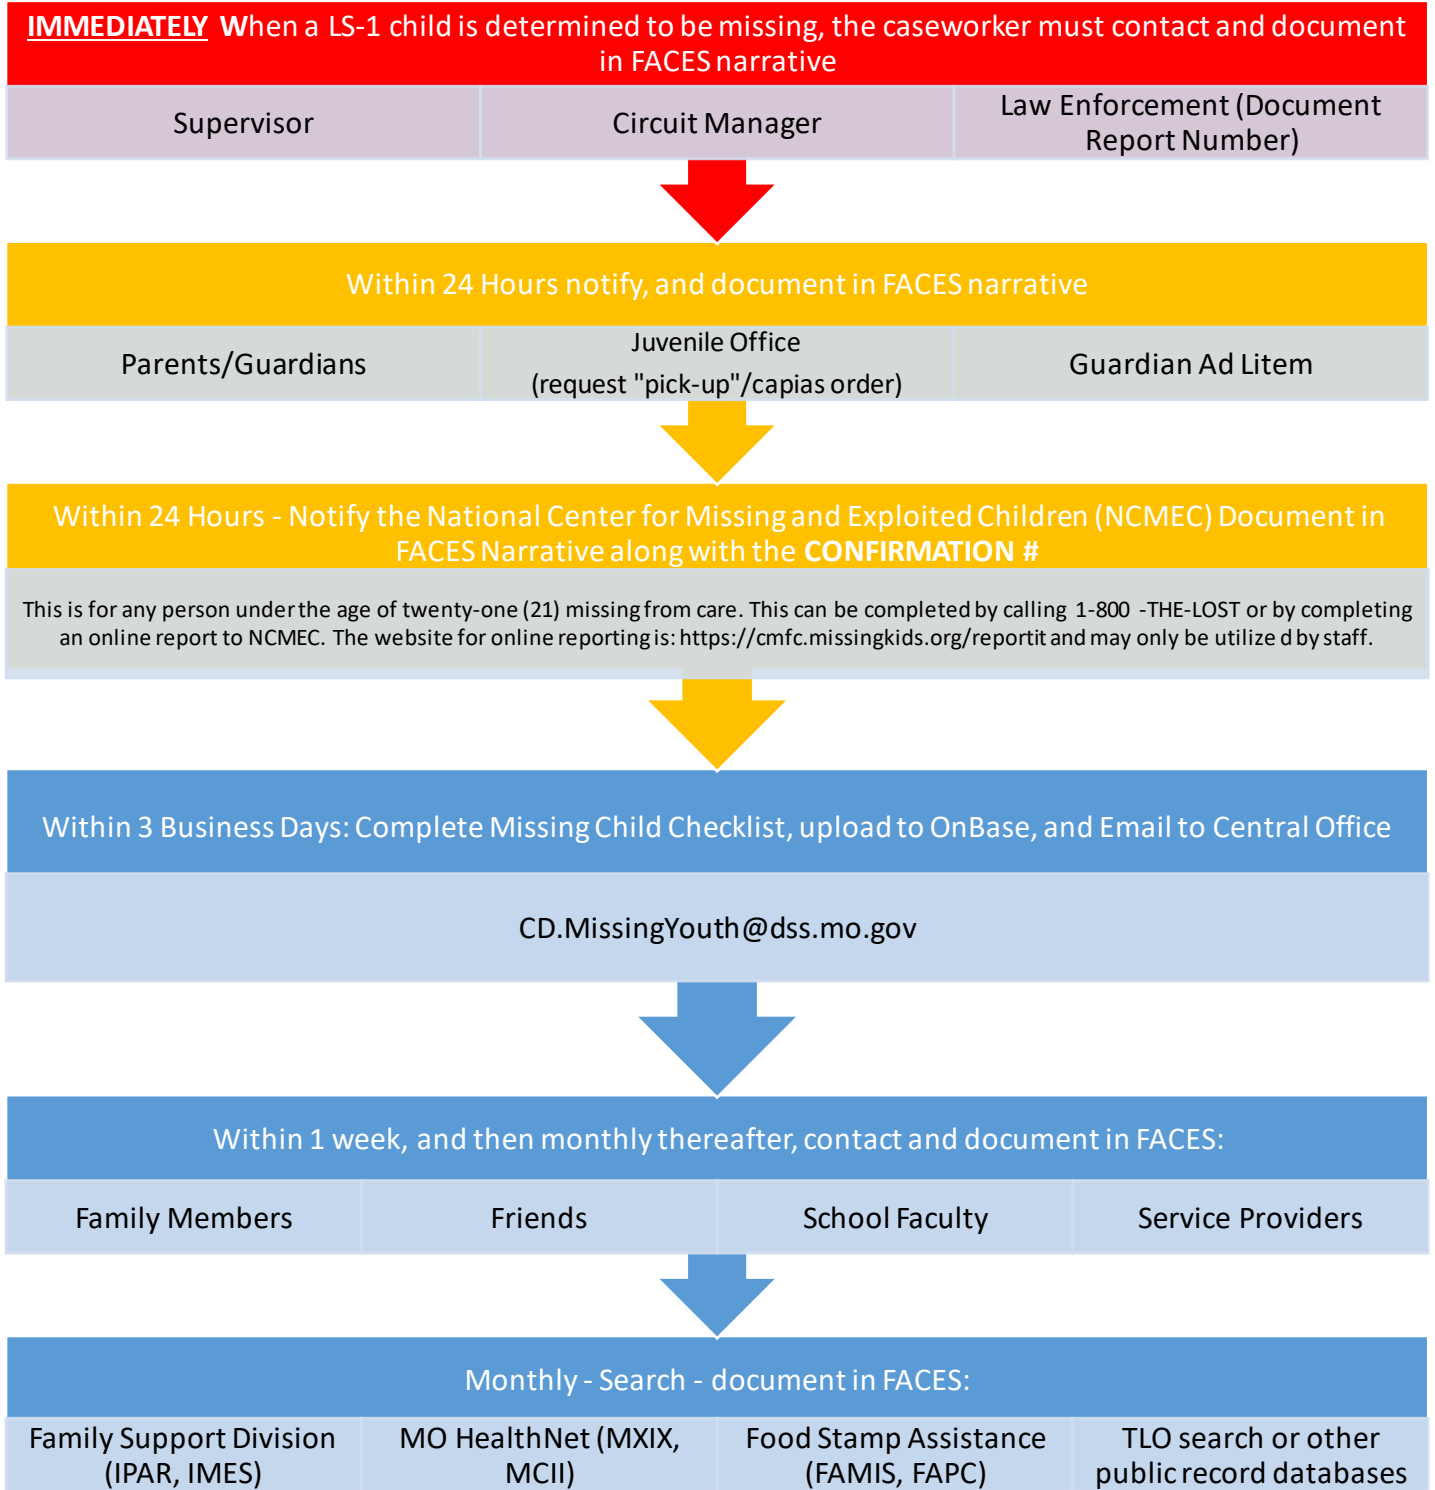 IMMEDIATELY When a LS-1 child is determined to be missing, the caseworker must contact and document
in FACES narrative
Supervisor
Circuit Manager
Law Enforcement (Document
Report Number)
Within 24 Hours notify, and document in FACES narrative
Parents/Guardians
Juvenile Office
(request "pick-up"/capias order)
Guardian Ad Litem
Within 24 Hours - Notify the National Center for Missing and Exploited Children (NCMEC) Document in
FACES Narrative along with the CONFIRMATION #
This is for any person under the age of twenty-one (21) missing from care. This can be completed by calling 1-800 -THE-LOST or by completing
an online report to NCMEC. The website for online reporting is: https://cmfc.missingkids.org/reportit and may only be utilize d by staff.
Within 3 Business Days: Complete Missing Child Checklist, upload to OnBase, and Email to Central Office
CD.MissingYouth@dss.mo.gov
Within 1 week, and then monthly thereafter, contact and document in FACES:
Family Members
Friends
School Faculty
Service Providers
Monthly - Search - document in FACES:
Family Support Division
(IPAR, IMES)
MO HealthNet (MXIX,
MCII)
Food Stamp Assistance
(FAMIS, FAPC)
TLO search or other
public record databases